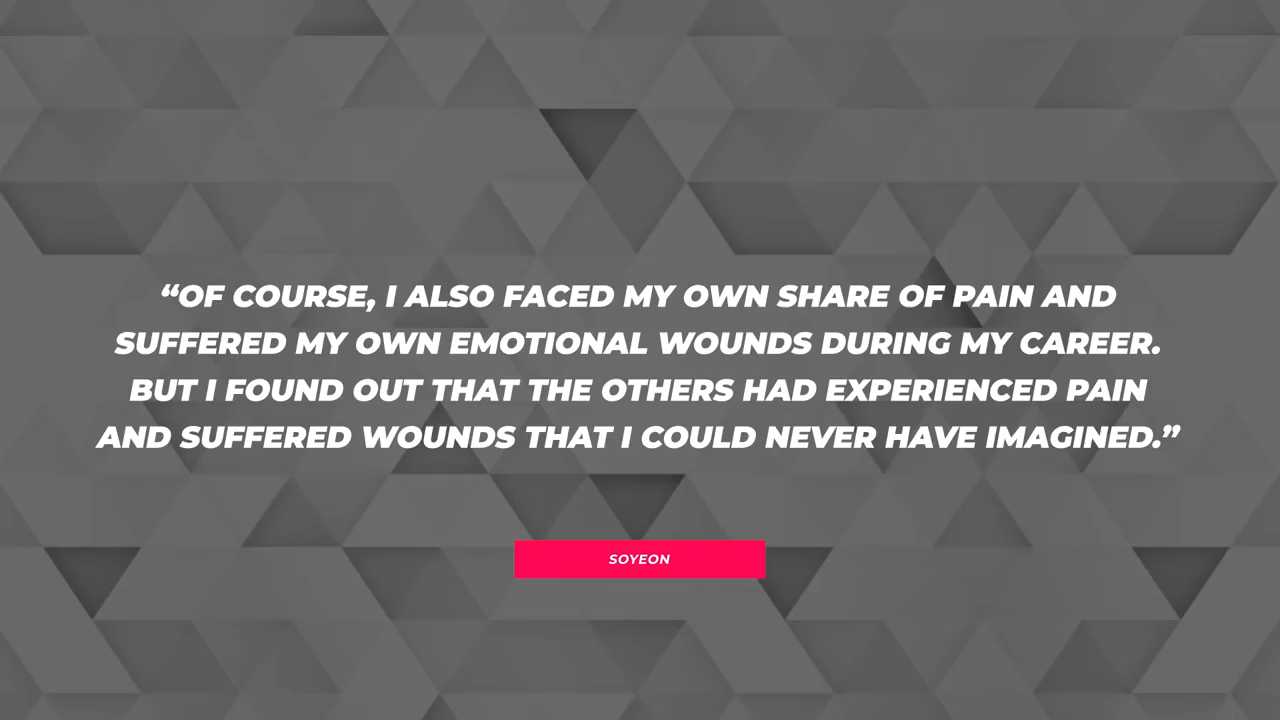 “OF COURSE, I ALSO FACED MY OWN SHARE OF PAIN AND
SUFFERED MY OWN EMOTIONAL WOUNDS DURING MY CAREER.
BUT I FOUND OUT THAT THE OTHERS HAD EXPERIENCED PAIN
AND SUFFERED WOUNDS THAT I COULD NEVER HAVE IMAGINED.”
SOYEON